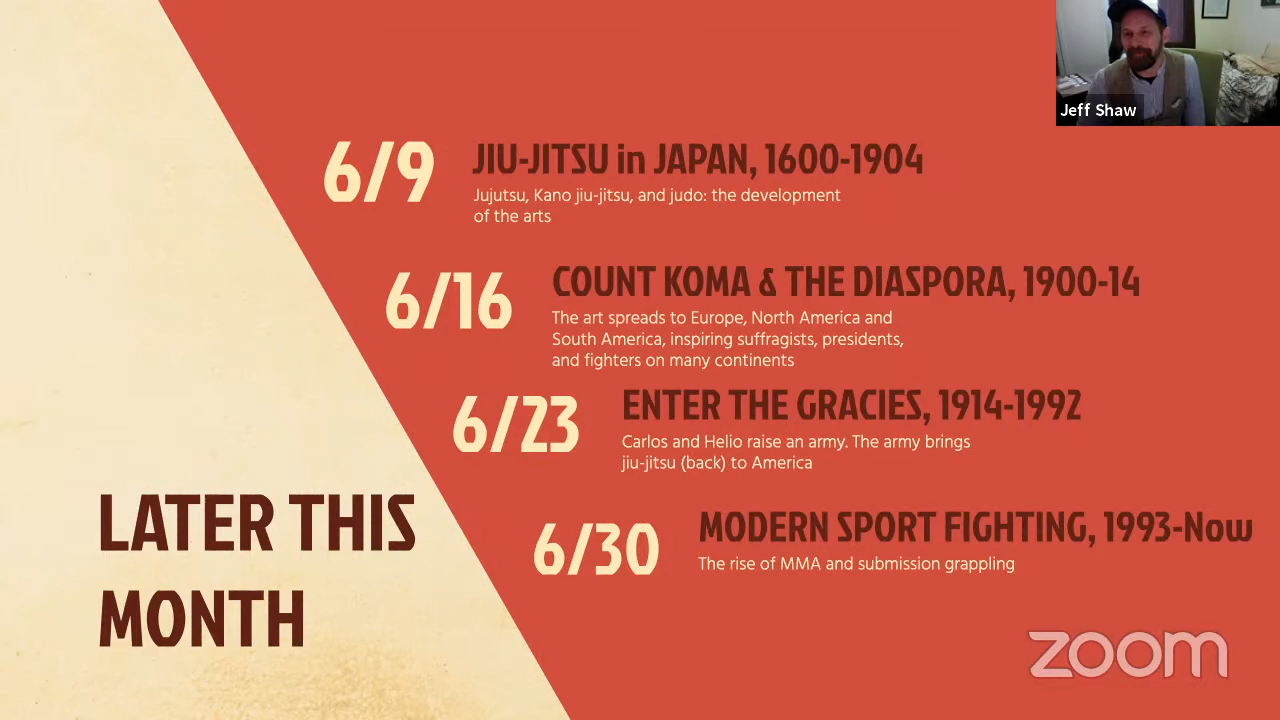 Jeff Shaw
6/9
JIU-JITSU in JAPAN, 1600-1904
Jujutsu, Kano jiu-jitsu, and judo: the development
of the arts
6/16
COUNT KOMA & THE DIASPORA, 1900-14
The art spreads to Europe, North America and
South America, inspiring suffragists, presidents,
and fighters on many continents
6/23
ENTER THE GRACIES, 1914-1992
Carlos and Helio raise an army. The army brings
jiu-jitsu (back) to America
6/30
MODERN SPORT FIGHTING, 1993-Now
The rise of MMA and submission grappling
LATER THIS
MONTH
zoom